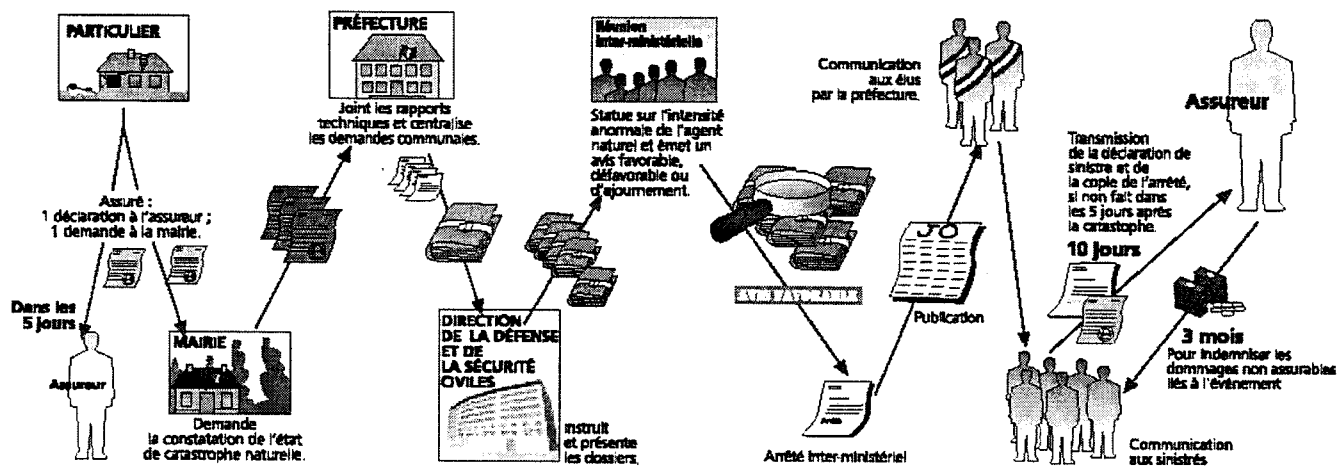 PARTICULIER
Assuré :
1 déclaration à l'assureur ;
1 demande à la mairie.
Dans les
5 jours
Assureur
MAIRIE
Demande
la constatation de l'état
de catastrophe naturelle.
PRÉFECTURE
Joint les rapports
techniques et centralise
les demandes communales.
DIRECTION
DE LA DÉFENSE
ET DE
LA SÉCURITÉ
CIVILES
instruit
et présente
les dossiers.
Réunion
inter-ministérielle
Statue sur l'intensité
anormale de l'agent
naturel et émet un
avis favorable,
défavorable ou
d'ajournement.
Arrêté
Arrêté inter-ministériel
JO
Publication
Communication
aux élus
par la préfecture.
Transmission
de la déclaration de
sinistre et de
la copie de l'arrêté,
si non fait dans
les 5 jours après
la catastrophe.
10 jours
Communication
aux sinistrés
Assureur
3 mois
Pour indemniser les
dommages non assurables
liés à l'événement